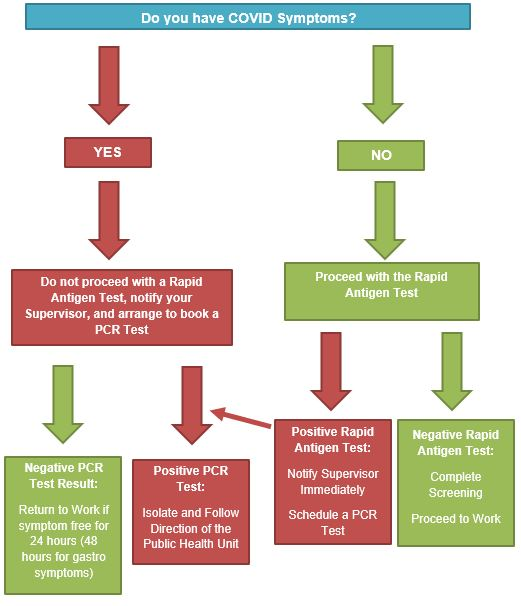 Do you have COVID Symptoms?
YES
NO
Do not proceed with a Rapid
Antigen Test, notify your
Supervisor, and arrange to book a
PCR Test
Proceed with the Rapid
Antigen Test
Negative PCR
Test Result:
Return to Work if
symptom free for
24 hours (48
hours for gastro
symptoms)
Positive PCR
Test:
Isolate and Follow
Direction of the
Public Health Unit
Positive Rapid
Antigen Test:
Notify Supervisor
Immediately
Schedule a PCR
Test
Negative Rapid
Antigen Test:
Complete
Screening
Proceed to Work